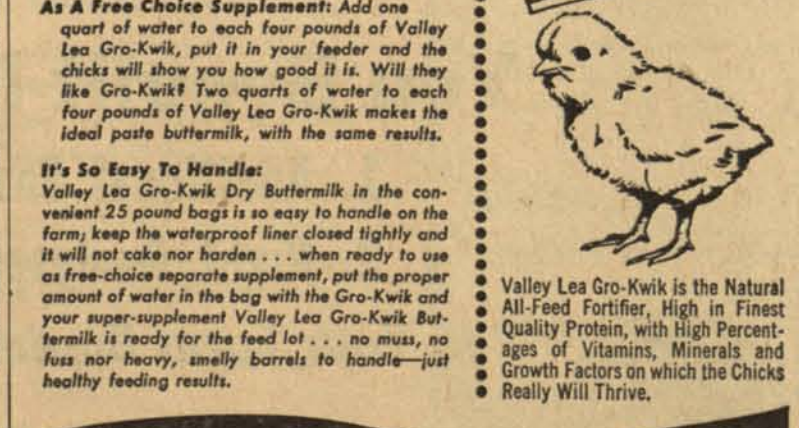 As A Free Choice Supplement: Add one
quart of water to each four pounds of Valley
Lea Gro-Kwik, put it in your feeder and the
chicks will show you how good it is. Will they
like Gro-Kwik? Two quarts of water to each
four pounds of Valley Lea Gro-Kwik makes the
ideal paste buttermilk, with the same results.
It's So Easy To Handle:
Valley Lea Gro-Kwik Dry Buttermilk in the con-
venient 25 pound bags is so easy to handle on the
farm; keep the waterproof liner closed tightly and
it will not cake nor harden . . . when ready to use
as free-choice separate supplement, put the proper
amount of water in the bag with the Gro-Kwik and
your super-supplement Valley Lea Gro-Kwik But-
termilk is ready for the feed lot . . . no muss, no
fuss nor heavy, smelly barrels to handle—just
healthy feeding results.
Valley Lea Gro-Kwik is the Natural
All-Feed Fortifier, High in Finest
Quality Protein, with High Percent-
ages of Vitamins, Minerals and
Growth Factors on which the Chicks
Really Will Thrive.